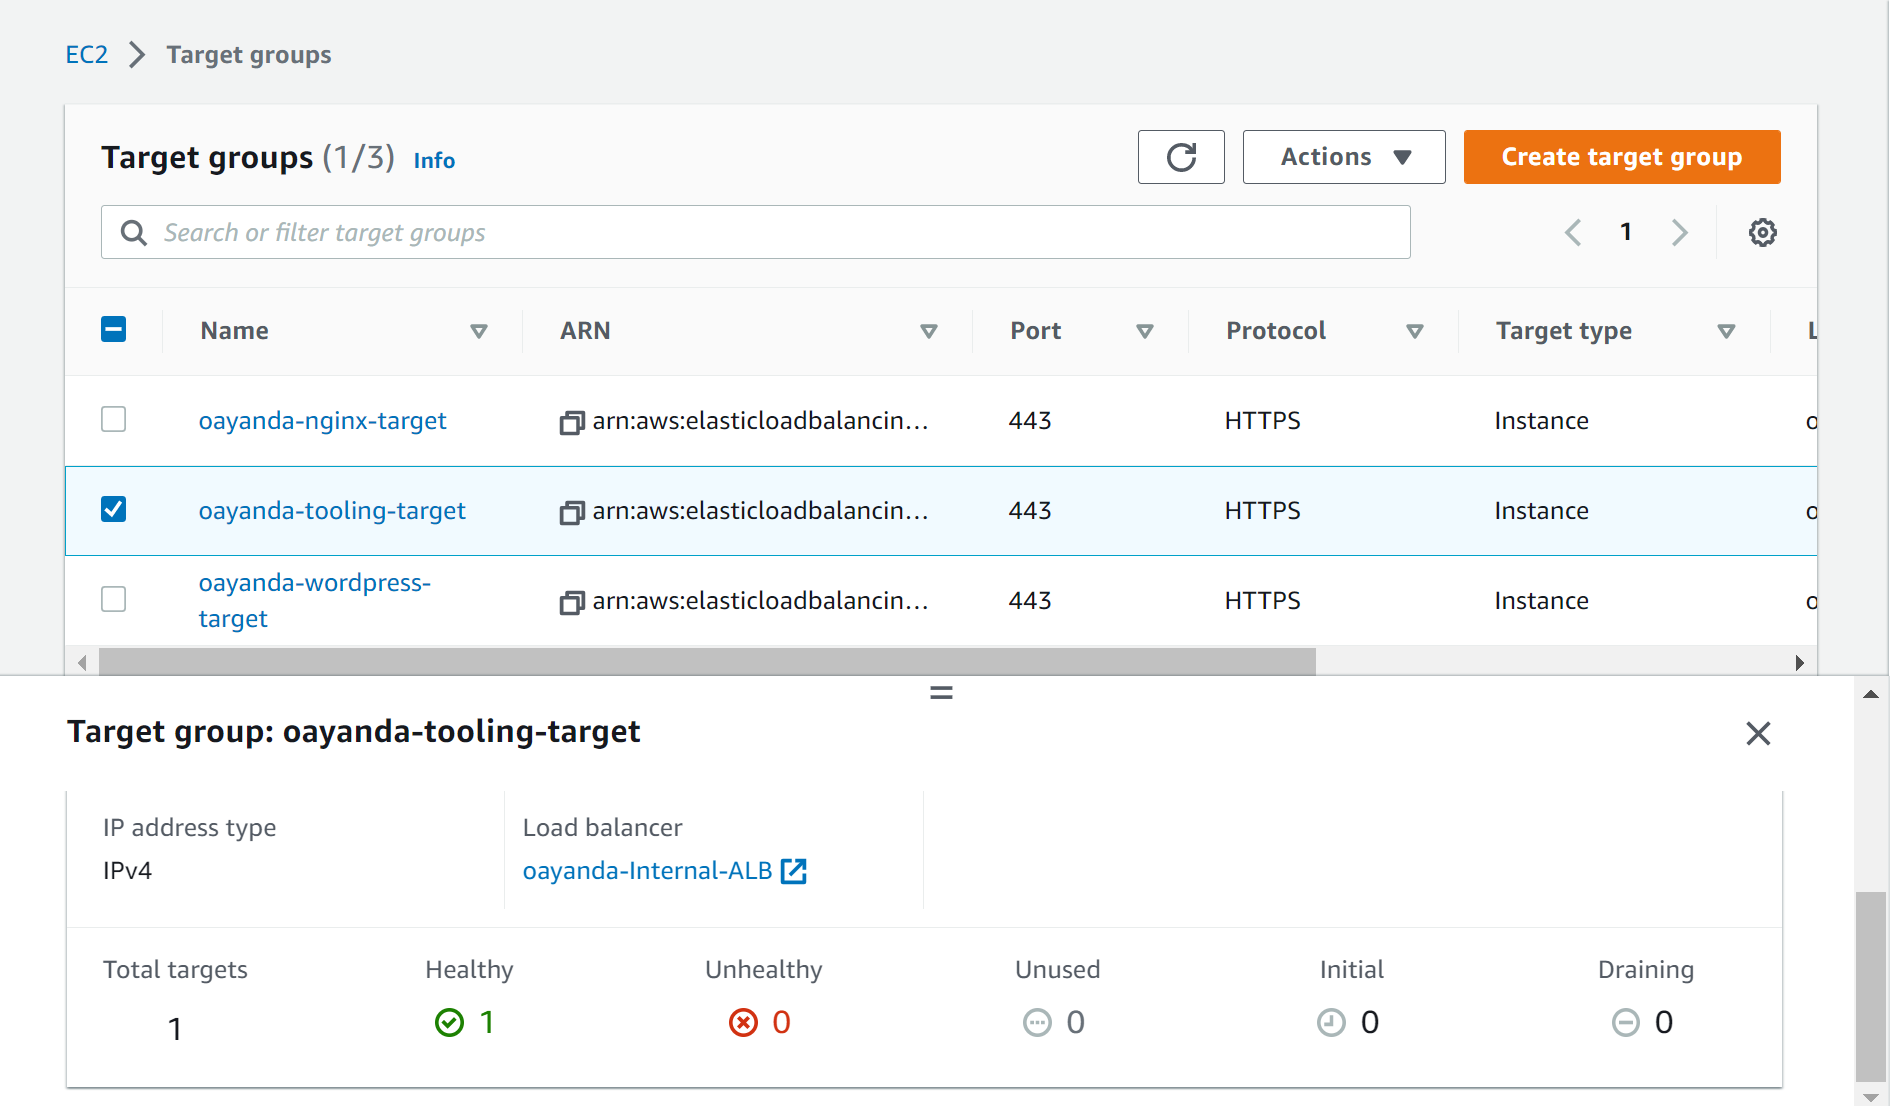 EC2 Target groups
Target groups (1/3) Info
Actions
Create target group
Search or filter target groups
1
Name ARN Port Protocol Target type
oayanda-nginx-target arn:aws:elasticloadbalancin... 443 HTTPS Instance
oayanda-tooling-target arn:aws:elasticloadbalancin... 443 HTTPS Instance
oayanda-wordpress-
target arn:aws:elasticloadbalancin... 443 HTTPS Instance
Target group: oayanda-tooling-target
IP address type Load balancer
IPv4 oayanda-Internal-ALB
Total targets Healthy Unhealthy Unused Initial Draining
1 1 0 0 0 0